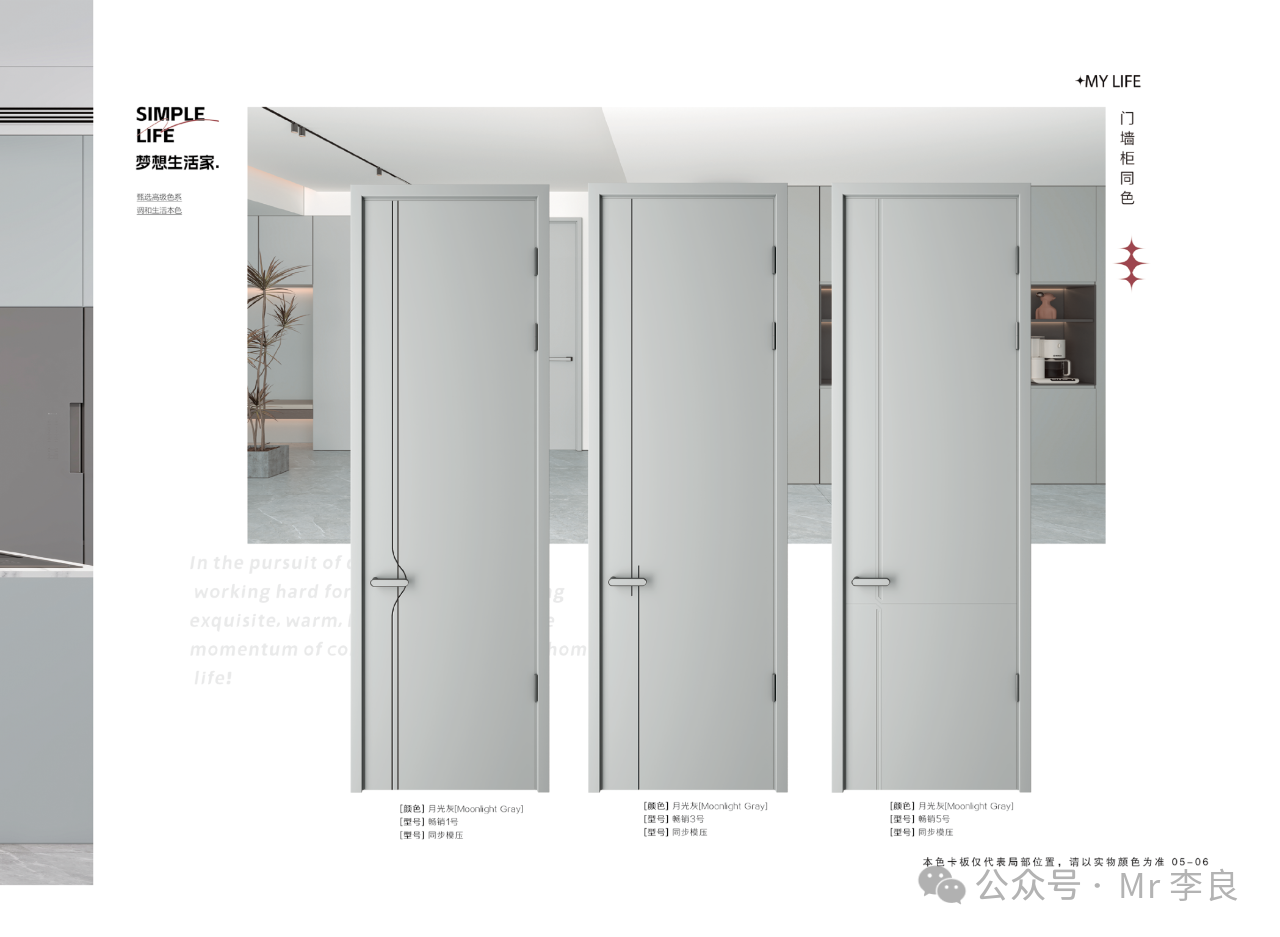 ✦MY LIFE
SIMPLE
LIFE
梦想生活家.
甄选高级色系
调和生活本色
门墙柜同色
In the pursuit of
working hard for
exquisite, warm,
momentum of co hom
life!
[颜色] 月光灰[Moonlight Gray]
[型号] 畅销1号
[型号] 同步模压
[颜色] 月光灰[Moonlight Gray]
[型号] 畅销3号
[型号] 同步模压
[颜色] 月光灰[Moonlight Gray]
[型号] 畅销5号
[型号] 同步模压
本色卡板仅代表局部位置，请以实物颜色为准 05-06
公众号 · Mr李良